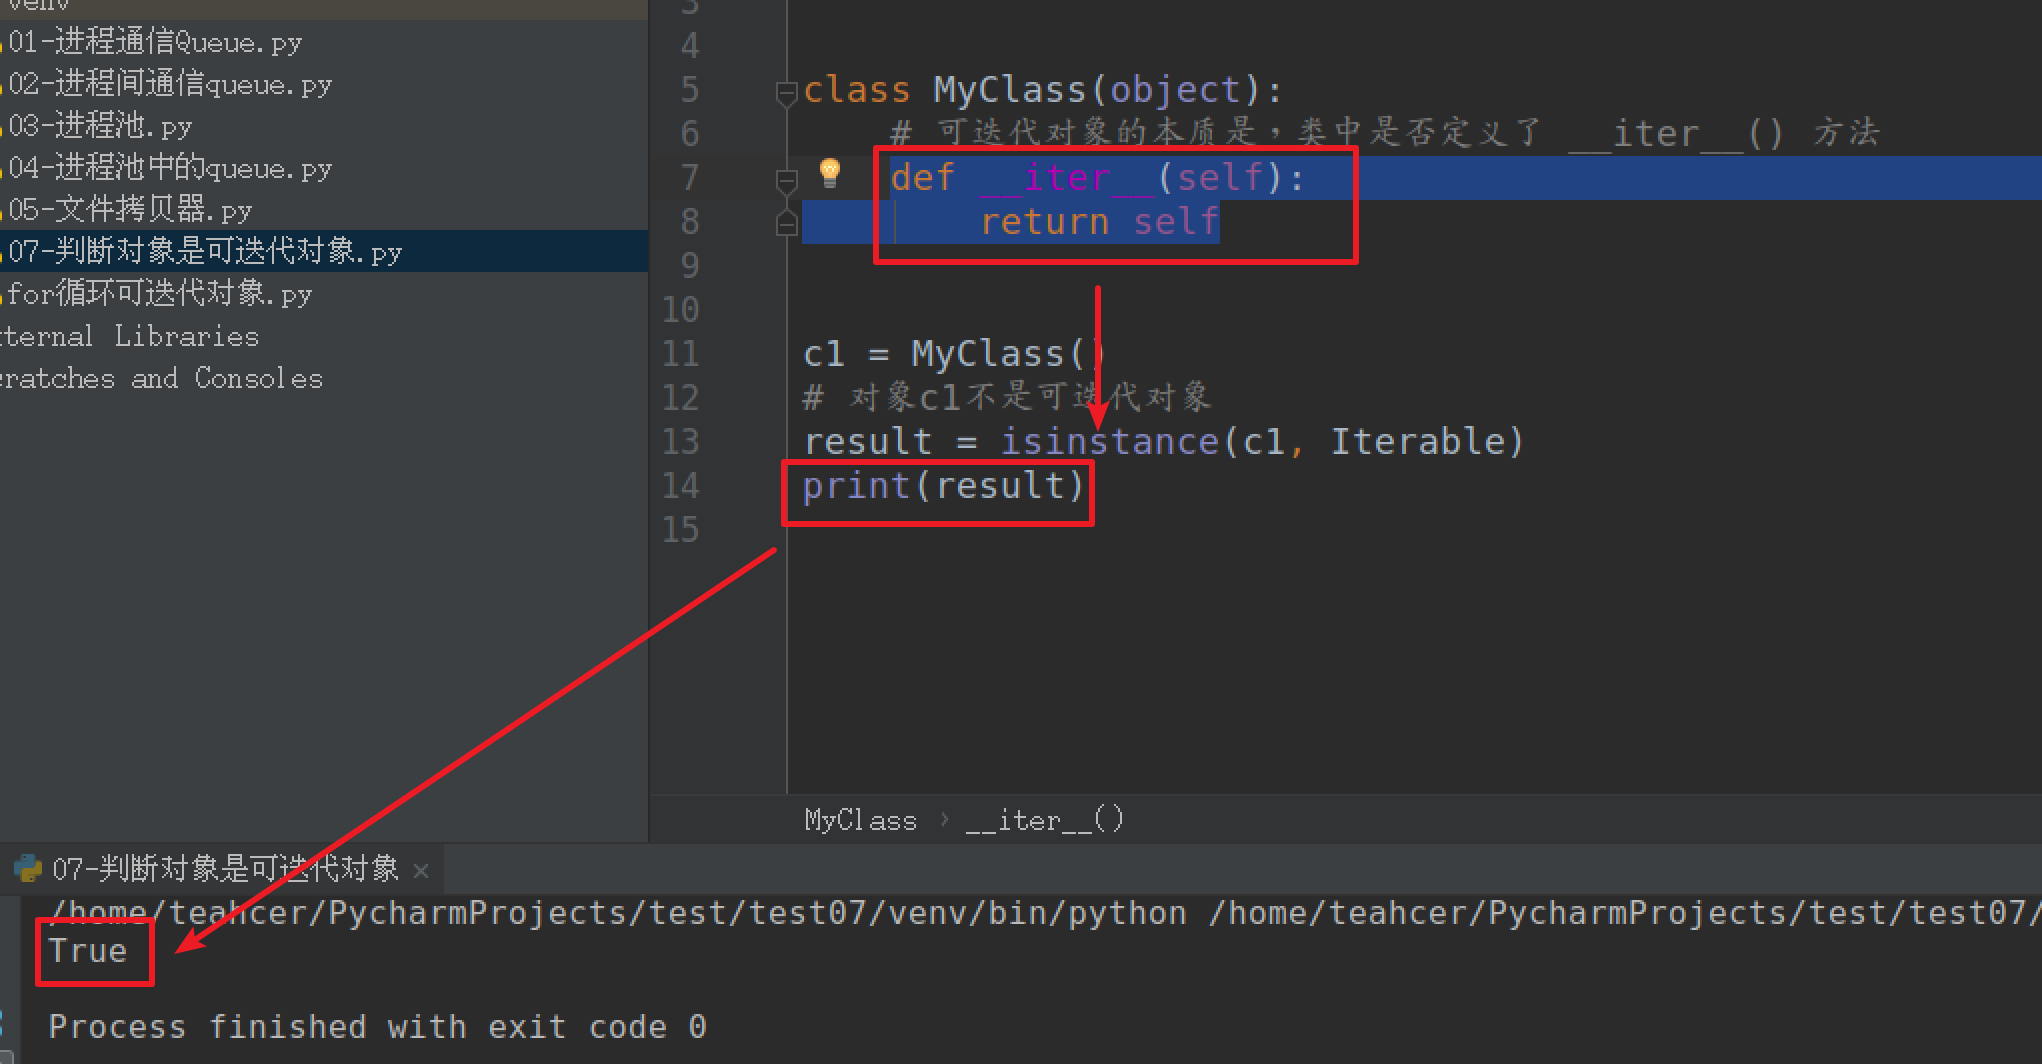 venv
01-进程通信Queue.py
02-进程间通信queue.py
03-进程池.py
04-进程池中的queue.py
05-文件拷贝器.py
07-判断对象是可迭代对象.py
for循环可迭代对象.py
ternal Libraries
ratches and Consoles
3
4
5 class MyClass(object):
6 # 可迭代对象的本质是，类中是否定义了 __iter__() 方法
7 def __iter__(self):
8 return self
9
10
11 c1 = MyClass()
12 # 对象c1不是可迭代对象
13 result = isinstance(c1, Iterable)
14 print(result)
15
MyClass › __iter__()
07-判断对象是可迭代对象 ×
/home/teahcer/PycharmProjects/test/test07/venv/bin/python /home/teahcer/PycharmProjects/test/test07/
True
Process finished with exit code 0